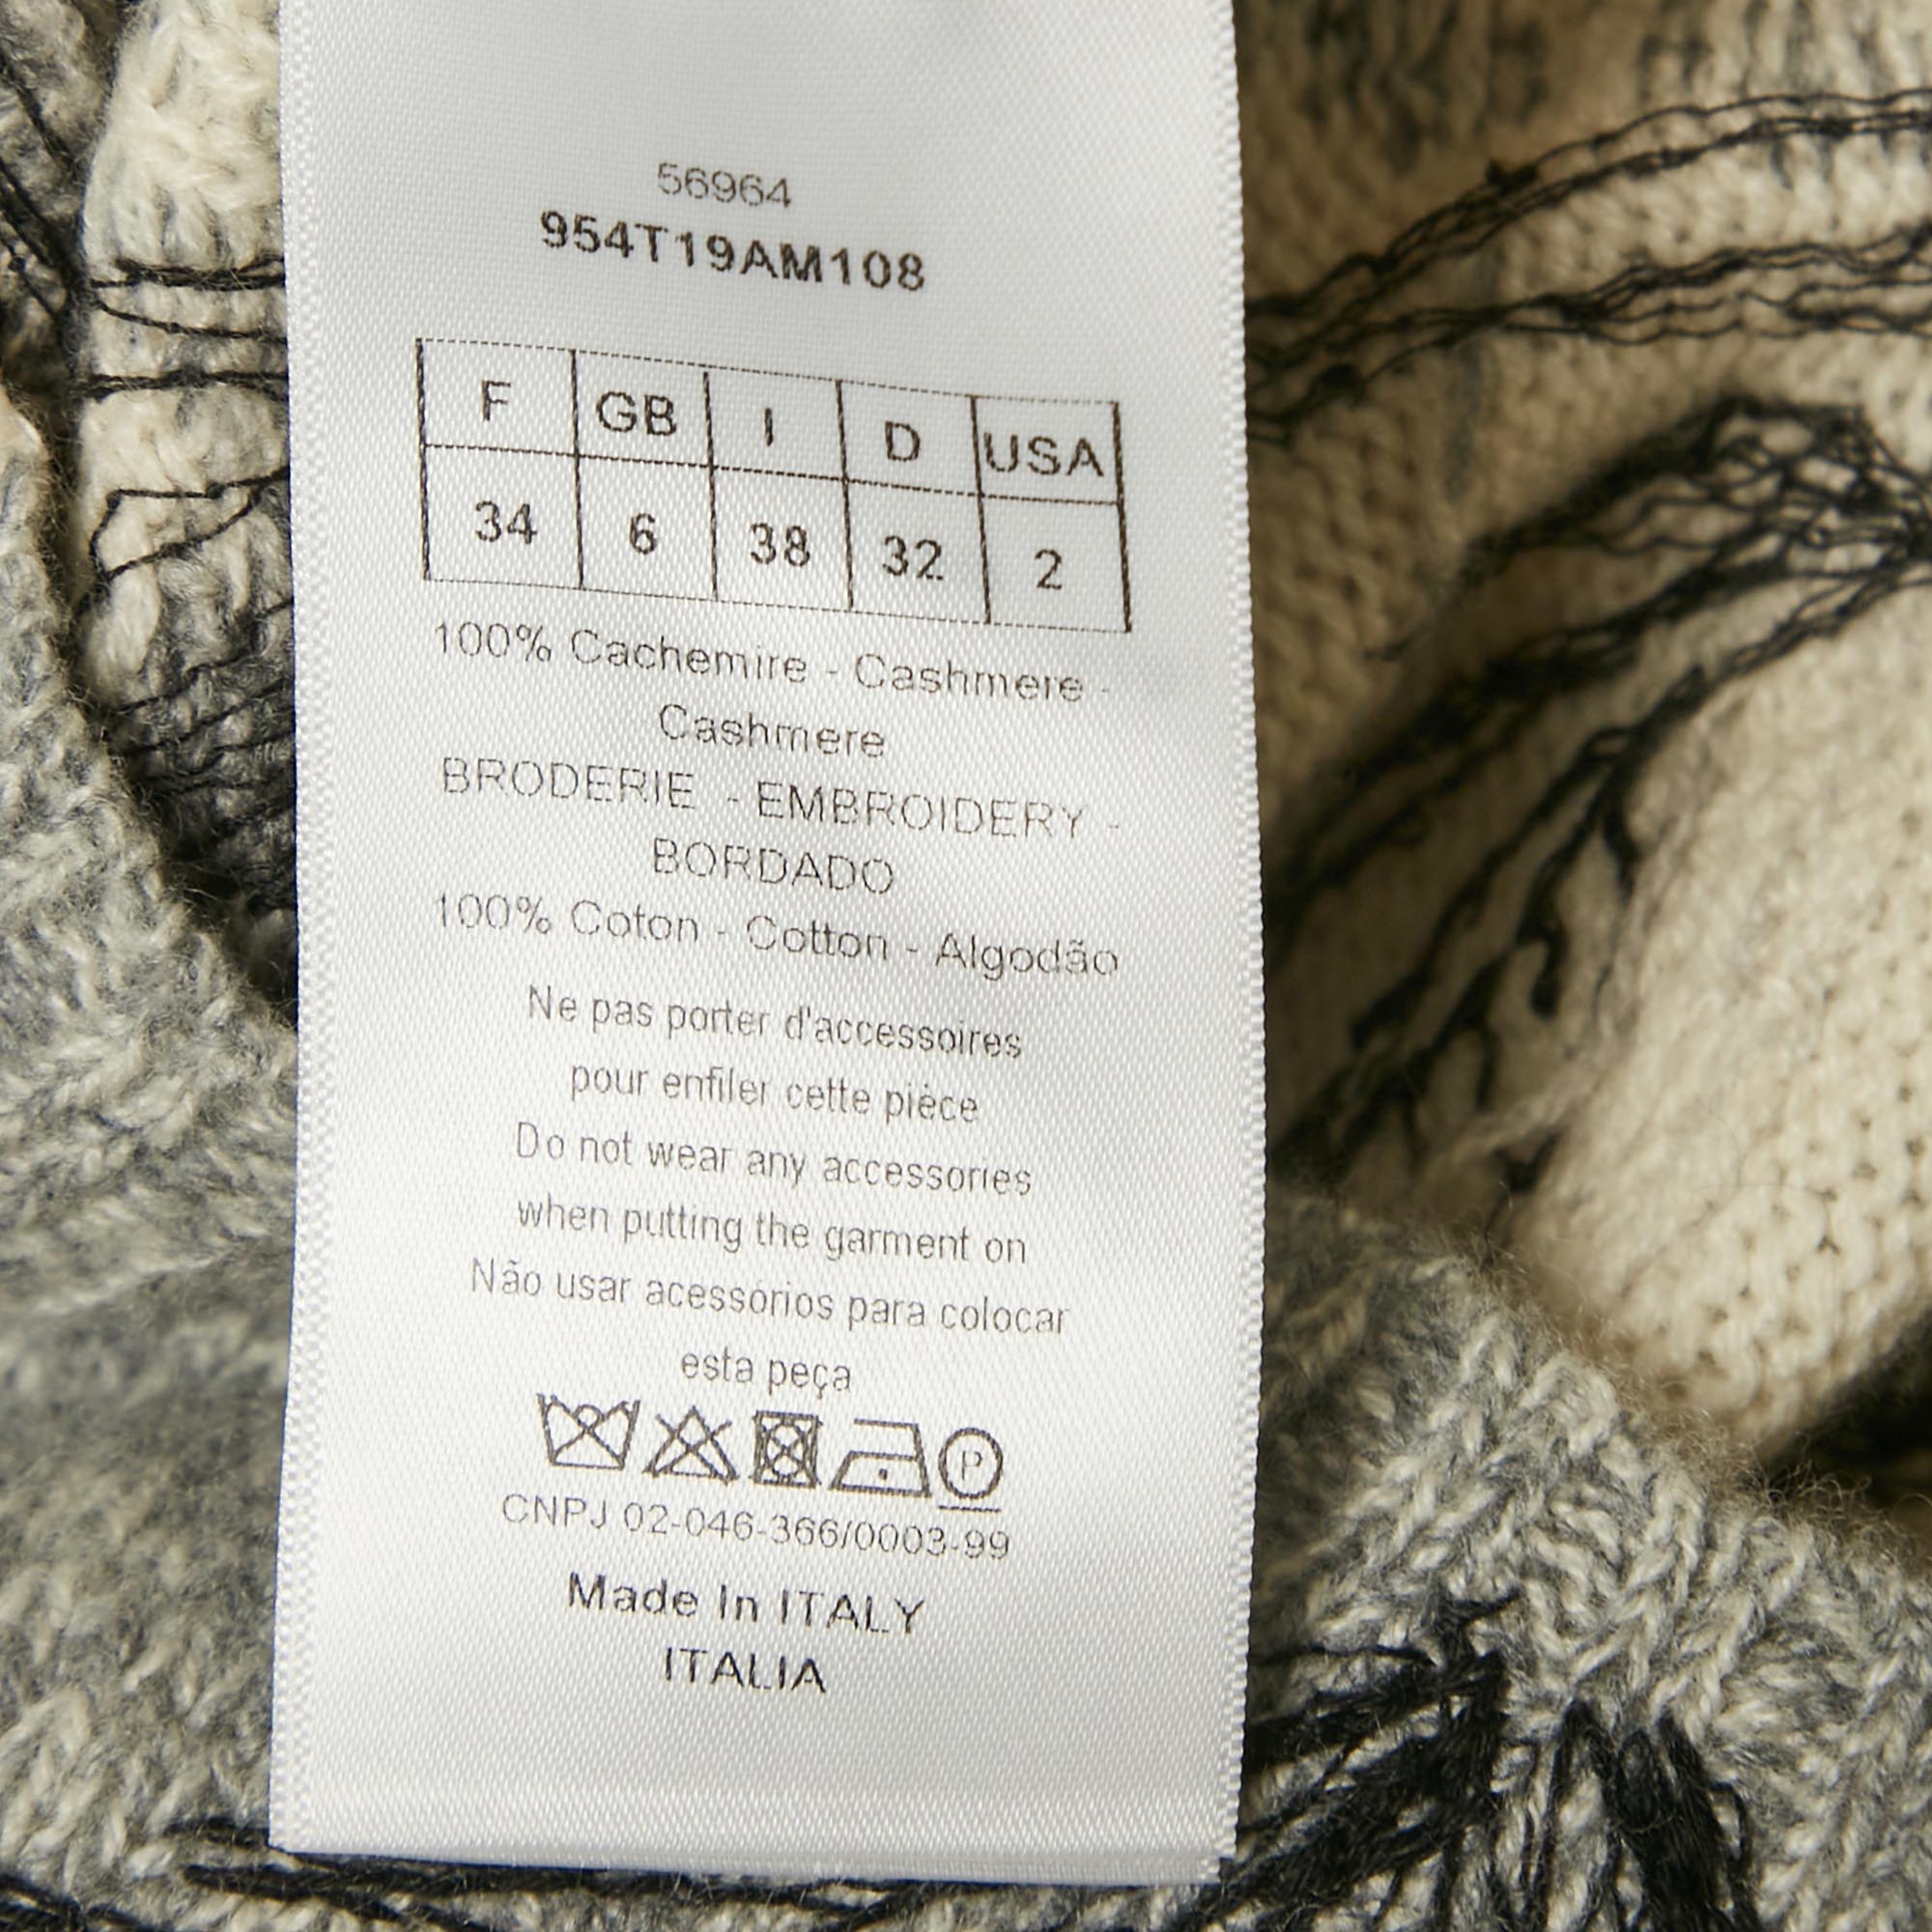 56964
954T19AM108
F GB I D USA
34 6 38 32 2
100% Cachemire - Cashmere -
Cashmere
BRODERIE - EMBROIDERY -
BORDADO
100% Coton - Cotton - Algodão
Ne pas porter d'accessoires
pour enfiler cette pièce
Do not wear any accessories
when putting the garment on
Não usar acessórios para colocar
esta peça
P
CNPJ 02-046-366/0003-99
Made In ITALY
ITALIA